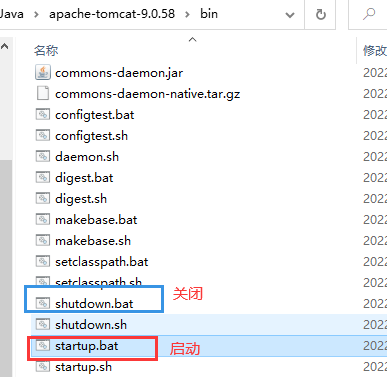 Java > apache-tomcat-9.0.58 > bin
名称
修改
commons-daemon.jar
2022
commons-daemon-native.tar.gz
2022
configtest.bat
2022
configtest.sh
2022
daemon.sh
2022
digest.bat
2022
digest.sh
2022
makebase.bat
2022
makebase.sh
2022
setclasspath.bat
2022
setclasspath.sh
2022
shutdown.bat
关闭
2022
shutdown.sh
2022
startup.bat
启动
2022
startup.sh
2022